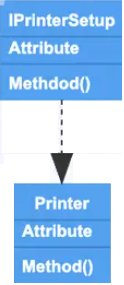 IPrinterSetup
Attribute
Methdod()
Printer
Attribute
Method()